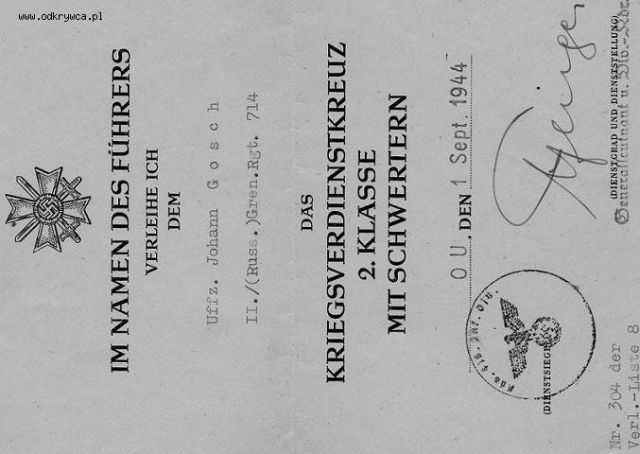 www.odkrywca.pl
IM NAMEN DES FÜHRERS
VERLEIHE ICH
DEM
Uffz. Johann Gosch
II./(Russ.)Gren.Rgt. 714
DAS
KRIEGSVERDIENSTKREUZ
2. KLASSE
MIT SCHWERTERN
O U., DEN 1 Sept. 1944
(DIENSTSIEGEL)
(DIENSTGRAD UND DIENSTSTELLUNG)
Generalleutnant u. Div.-
Nr. 304 der
Verl.-Liste 8